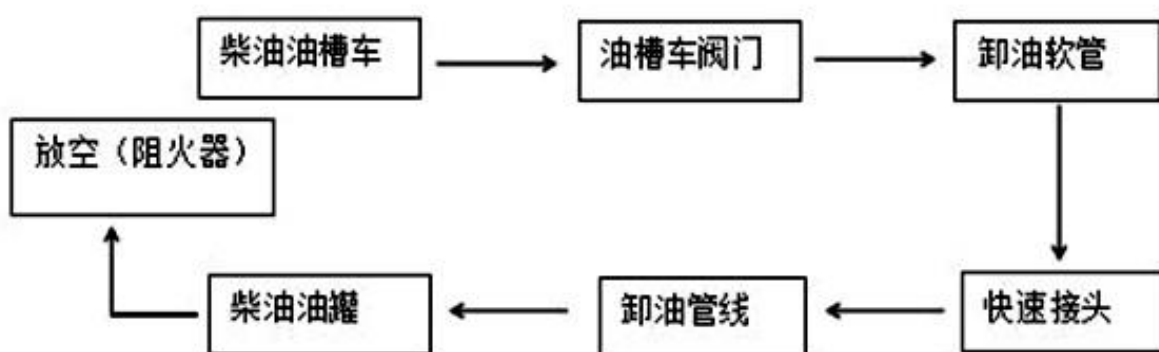 柴油油槽车
油槽车阀门
卸油软管
快速接头
卸油管线
柴油油罐
放空（阻火器）